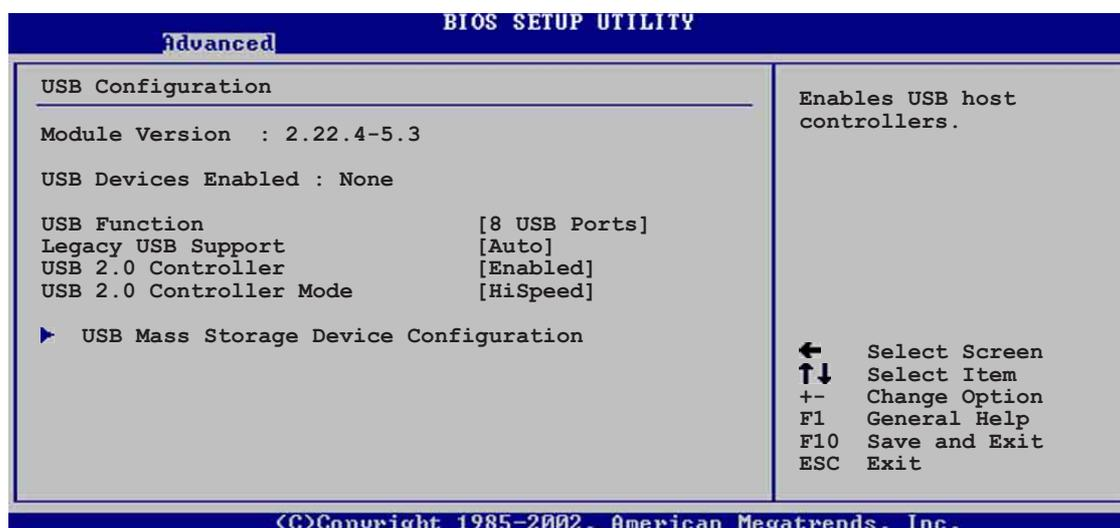 BIOS SETUP UTILITY
Advanced
USB Configuration
Module Version : 2.22.4-5.3
USB Devices Enabled : None
USB Function [8 USB Ports]
Legacy USB Support [Auto]
USB 2.0 Controller [Enabled]
USB 2.0 Controller Mode [HiSpeed]
USB Mass Storage Device Configuration
Enables USB host
controllers.
← Select Screen
↑↓ Select Item
+- Change Option
F1 General Help
F10 Save and Exit
ESC Exit
(C)Copyright 1985-2002, American Megatrends, Inc.